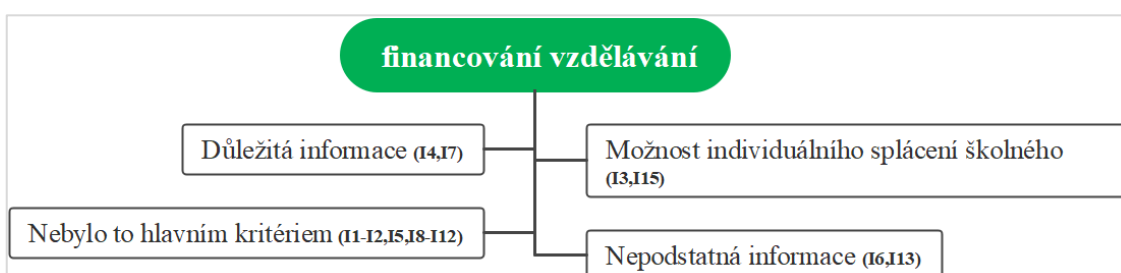 financování vzdělávání
Důležitá informace (I4,I7)
Možnost individuálního splácení školného
(I3,I15)
Nebylo to hlavním kritériem (I1-I2,I5,I8-I12)
Nepodstatná informace (I6,I13)